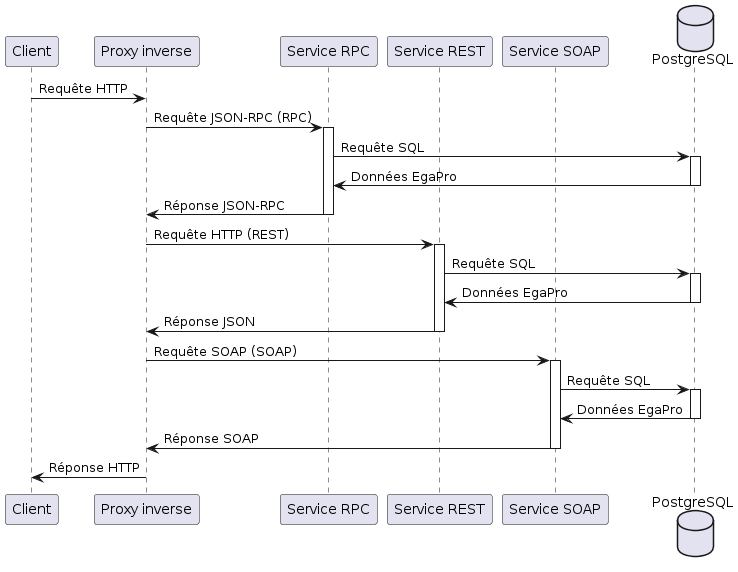 Client
Proxy inverse
Service RPC
Service REST
Service SOAP
PostgreSQL
Requête HTTP
Requête JSON-RPC (RPC)
Requête SQL
Données EgaPro
Réponse JSON-RPC
Requête HTTP (REST)
Requête SQL
Données EgaPro
Réponse JSON
Requête SOAP (SOAP)
Requête SQL
Données EgaPro
Réponse SOAP
Réponse HTTP
Client
Proxy inverse
Service RPC
Service REST
Service SOAP
PostgreSQL